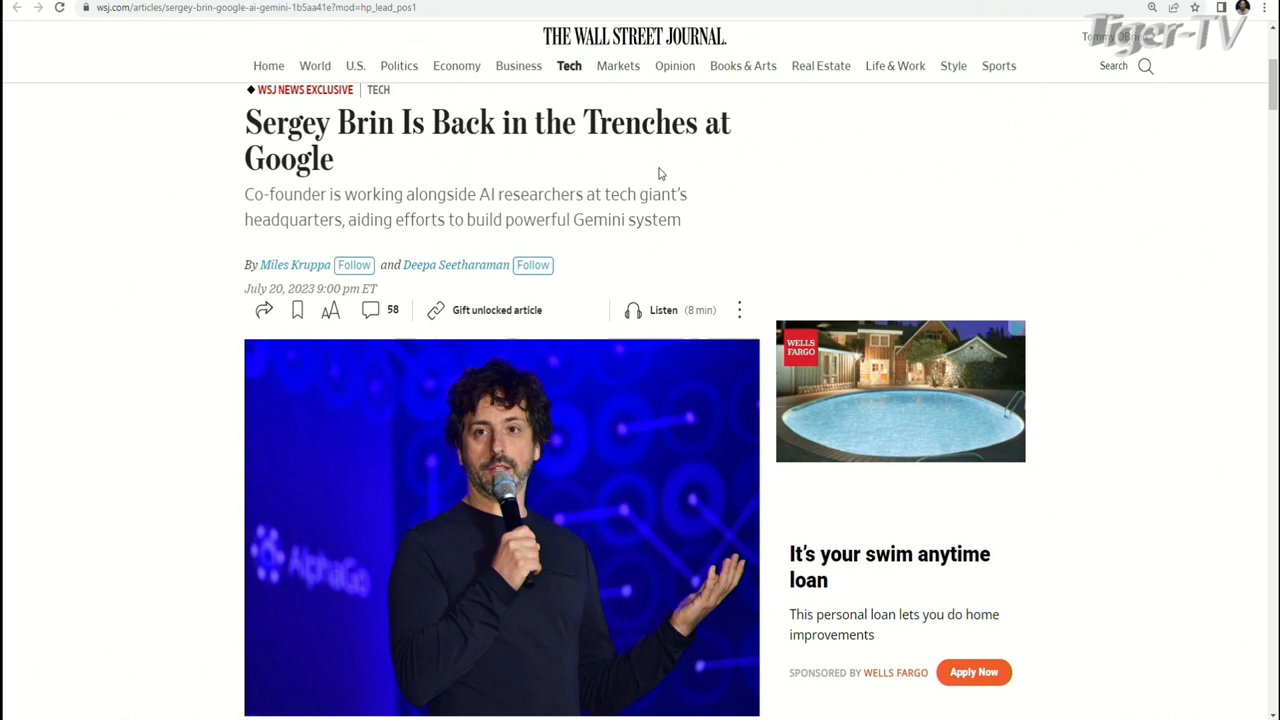 wsj.com/articles/sergey-brin-google-ai-gemini-1b5aa41e?mod=hp_lead_pos1
Tiger-TV
THE WALL STREET JOURNAL.
Home World U.S. Politics Economy Business Tech Markets Opinion Books & Arts Real Estate Life & Work Style Sports Search
WSJ NEWS EXCLUSIVE | TECH
Sergey Brin Is Back in the Trenches at
Google
Co-founder is working alongside AI researchers at tech giant's
headquarters, aiding efforts to build powerful Gemini system
By Miles Kruppa Follow and Deepa Seetharaman Follow
July 20, 2023 9:00 pm ET
AA 58 Gift unlocked article Listen (8 min)
WELLS
FARGO
AlphaGo
It's your swim anytime
loan
This personal loan lets you do home
improvements
SPONSORED BY WELLS FARGO Apply Now